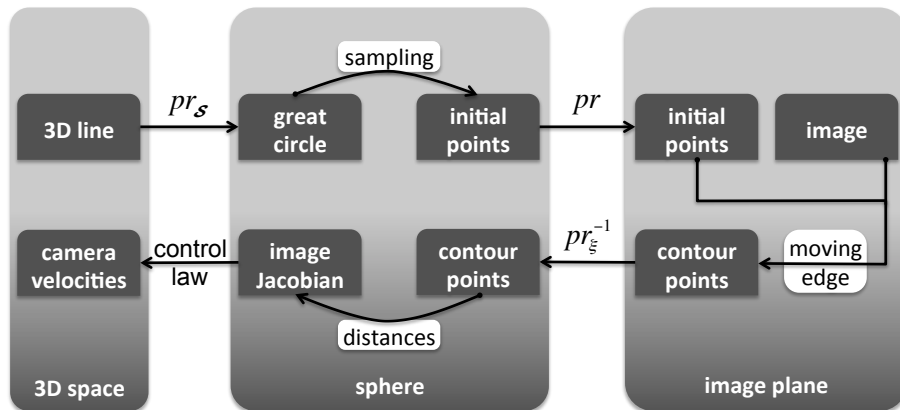 sampling
3D line
pr𝒮
great
circle
initial
points
pr
initial
points
image
camera
velocities
control
law
image
Jacobian
contour
points
pr_ξ^{-1}
contour
points
moving
edge
distances
3D space
sphere
image plane